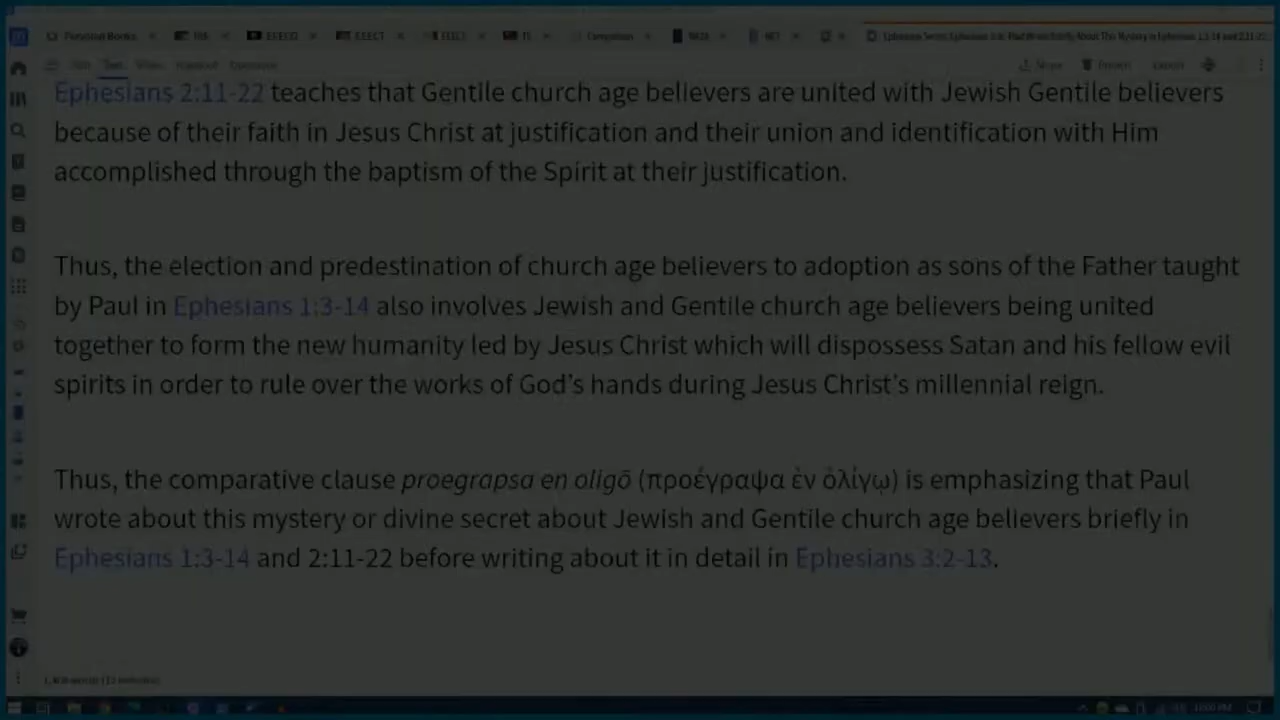 Personal Books
Comparison
NET
Ephesians 2:11-22 teaches that Gentile church age believers are united with Jewish Gentile believers
because of their faith in Jesus Christ at justification and their union and identification with Him
accomplished through the baptism of the Spirit at their justification.
Thus, the election and predestination of church age believers to adoption as sons of the Father taught
by Paul in Ephesians 1:3-14 also involves Jewish and Gentile church age believers being united
together to form the new humanity led by Jesus Christ which will dispossess Satan and his fellow evil
spirits in order to rule over the works of God's hands during Jesus Christ's millennial reign.
Thus, the comparative clause proegrapsa en oligō (προέγραψα ἐν ὀλίγῳ) is emphasizing that Paul
wrote about this mystery or divine secret about Jewish and Gentile church age believers briefly in
Ephesians 1:3-14 and 2:11-22 before writing about it in detail in Ephesians 3:2-13.